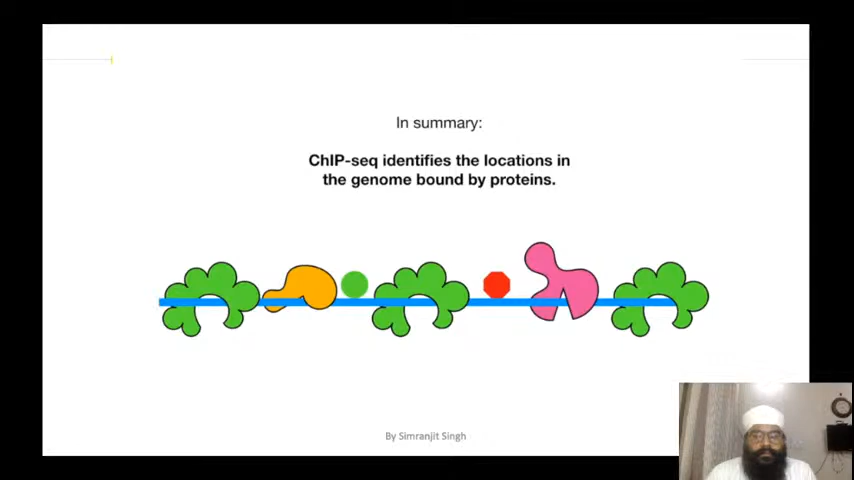 In summary:
ChIP-seq identifies the locations in
the genome bound by proteins.
By Simranjit Singh